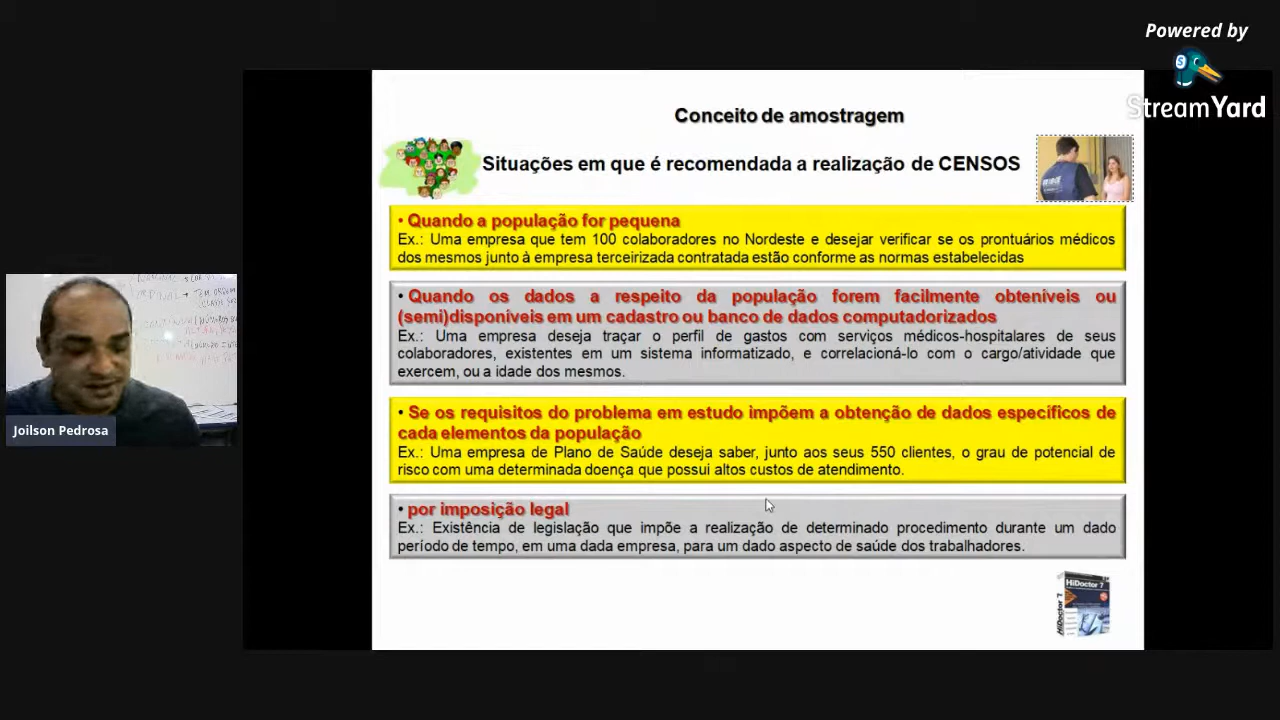 Powered by
StreamYard
Conceito de amostragem
Situações em que é recomendada a realização de CENSOS
• Quando a população for pequena
Ex.: Uma empresa que tem 100 colaboradores no Nordeste e desejar verificar se os prontuários médicos
dos mesmos junto à empresa terceirizada contratada estão conforme as normas estabelecidas
• Quando os dados a respeito da população forem facilmente obteníveis ou
(semi)disponíveis em um cadastro ou banco de dados computadorizados
Ex.: Uma empresa deseja traçar o perfil de gastos com serviços médicos-hospitalares de seus
colaboradores, existentes em um sistema informatizado, e correlacioná-lo com o cargo/atividade que
exercem, ou a idade dos mesmos.
• Se os requisitos do problema em estudo impõem a obtenção de dados específicos de
cada elementos da população
Ex.: Uma empresa de Plano de Saúde deseja saber, junto aos seus 550 clientes, o grau de potencial de
risco com uma determinada doença que possui altos custos de atendimento.
• por imposição legal
Ex.: Existência de legislação que impõe a realização de determinado procedimento durante um dado
período de tempo, em uma dada empresa, para um dado aspecto de saúde dos trabalhadores.
Joilson Pedrosa
HiDoctor 7
HiDoctor 7